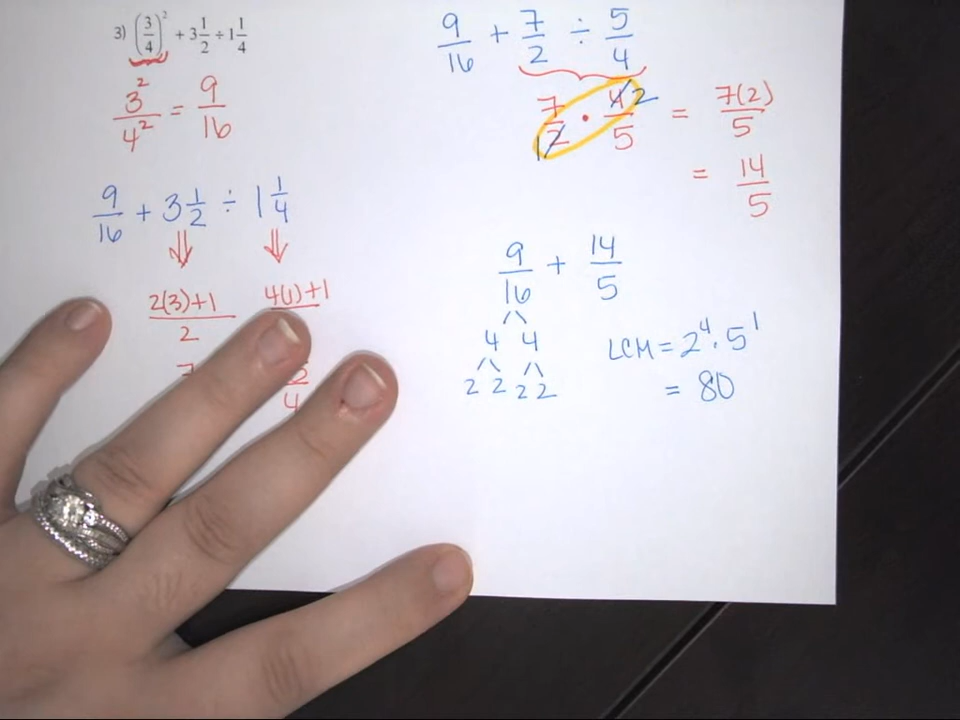 3) (3/4)² + 3 1/2 ÷ 1 1/4
3²/4² = 9/16
9/16 + 3 1/2 ÷ 1 1/4
2(3)+1/2 4(1)+1
7
4
9/16 + 7/2 ÷ 5/4
7/2 · 4/5 = 7(2)/5
1 2
= 14/5
9/16 + 14/5
4 4
2 2 2 2
LCM = 2⁴ · 5¹
= 80